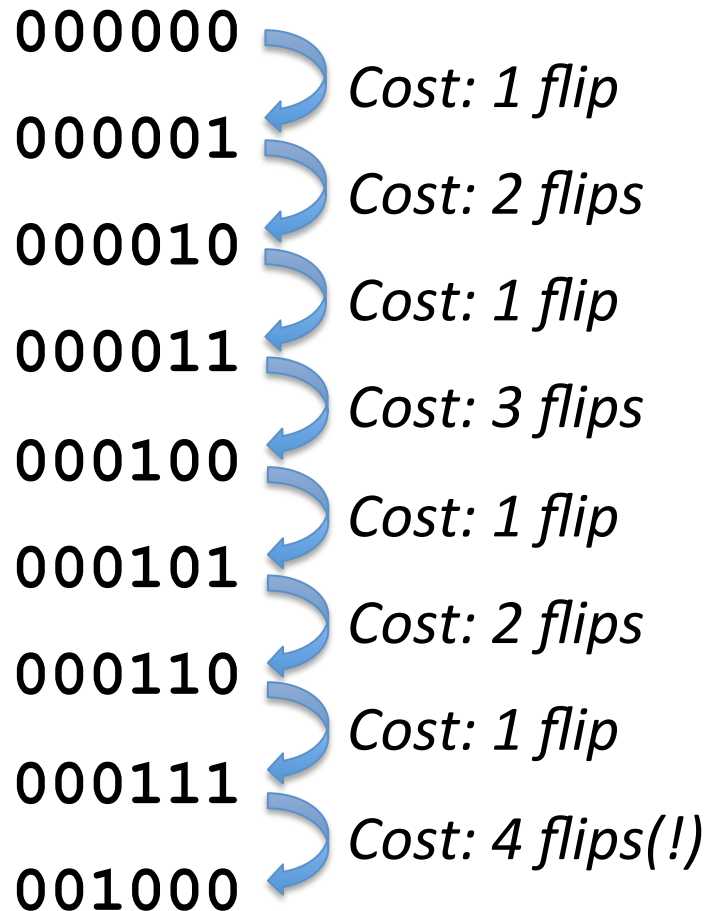 000000
Cost: 1 flip
000001
Cost: 2 flips
000010
Cost: 1 flip
000011
Cost: 3 flips
000100
Cost: 1 flip
000101
Cost: 2 flips
000110
Cost: 1 flip
000111
Cost: 4 flips(!)
001000